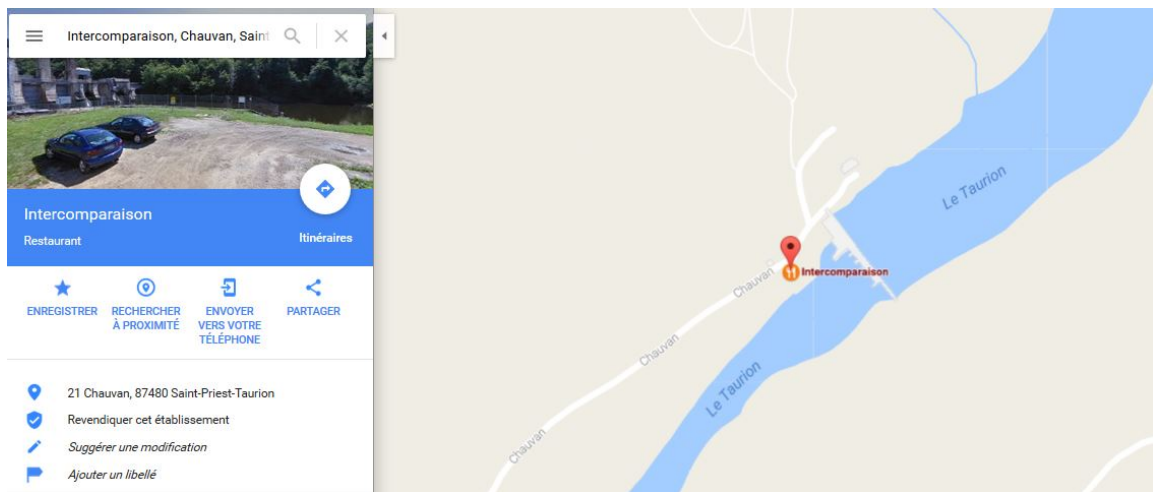 Intercomparaison, Chauvan, Saint
Intercomparaison
Restaurant
Itinéraires
ENREGISTRER
RECHERCHER
À PROXIMITÉ
ENVOYER
VERS VOTRE
TÉLÉPHONE
PARTAGER
21 Chauvan, 87480 Saint-Priest-Taurion
Revendiquer cet établissement
Suggérer une modification
Ajouter un libellé
Le Taurion
Intercomparaison
Chauvan
Chauvan
Le Taurion
Chauvan